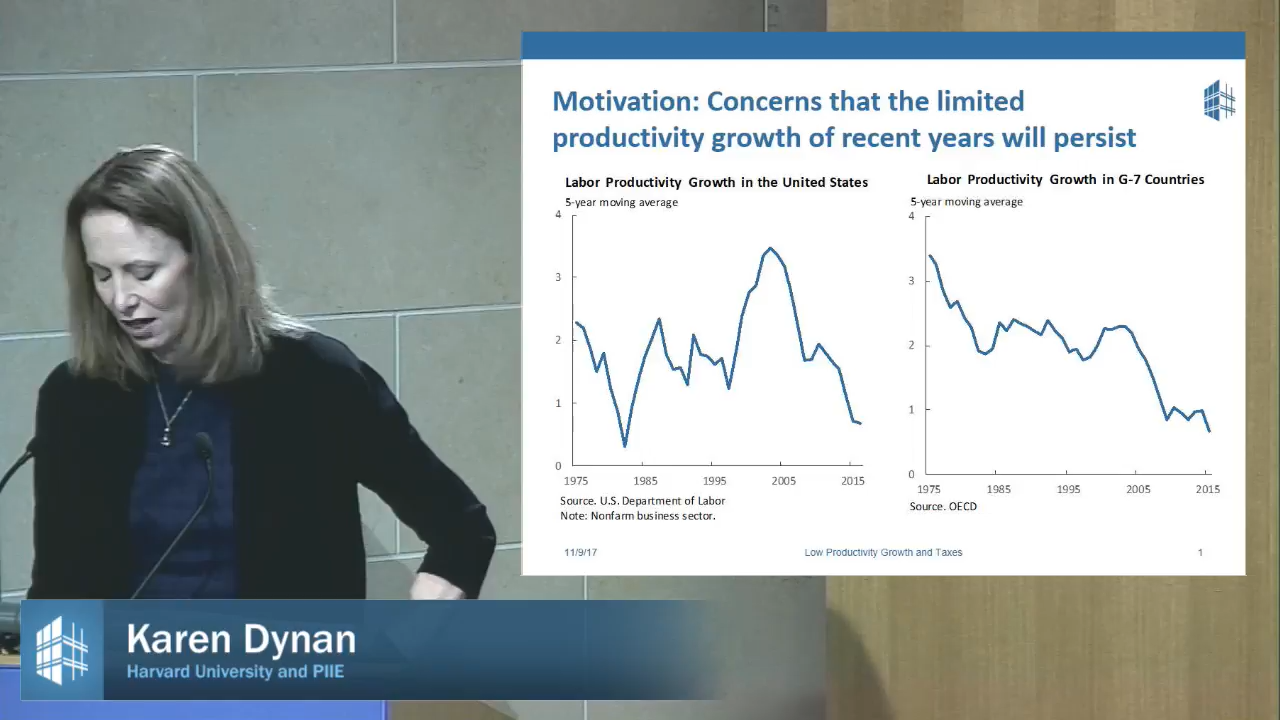 Motivation: Concerns that the limited
productivity growth of recent years will persist
Labor Productivity Growth in the United States
5-year moving average
4
3
2
1
0
1975 1985 1995 2005 2015
Source. U.S. Department of Labor
Note: Nonfarm business sector.
Labor Productivity Growth in G-7 Countries
5-year moving average
4
3
2
1
0
1975 1985 1995 2005 2015
Source. OECD
11/9/17 Low Productivity Growth and Taxes 1
Karen Dynan
Harvard University and PIIE